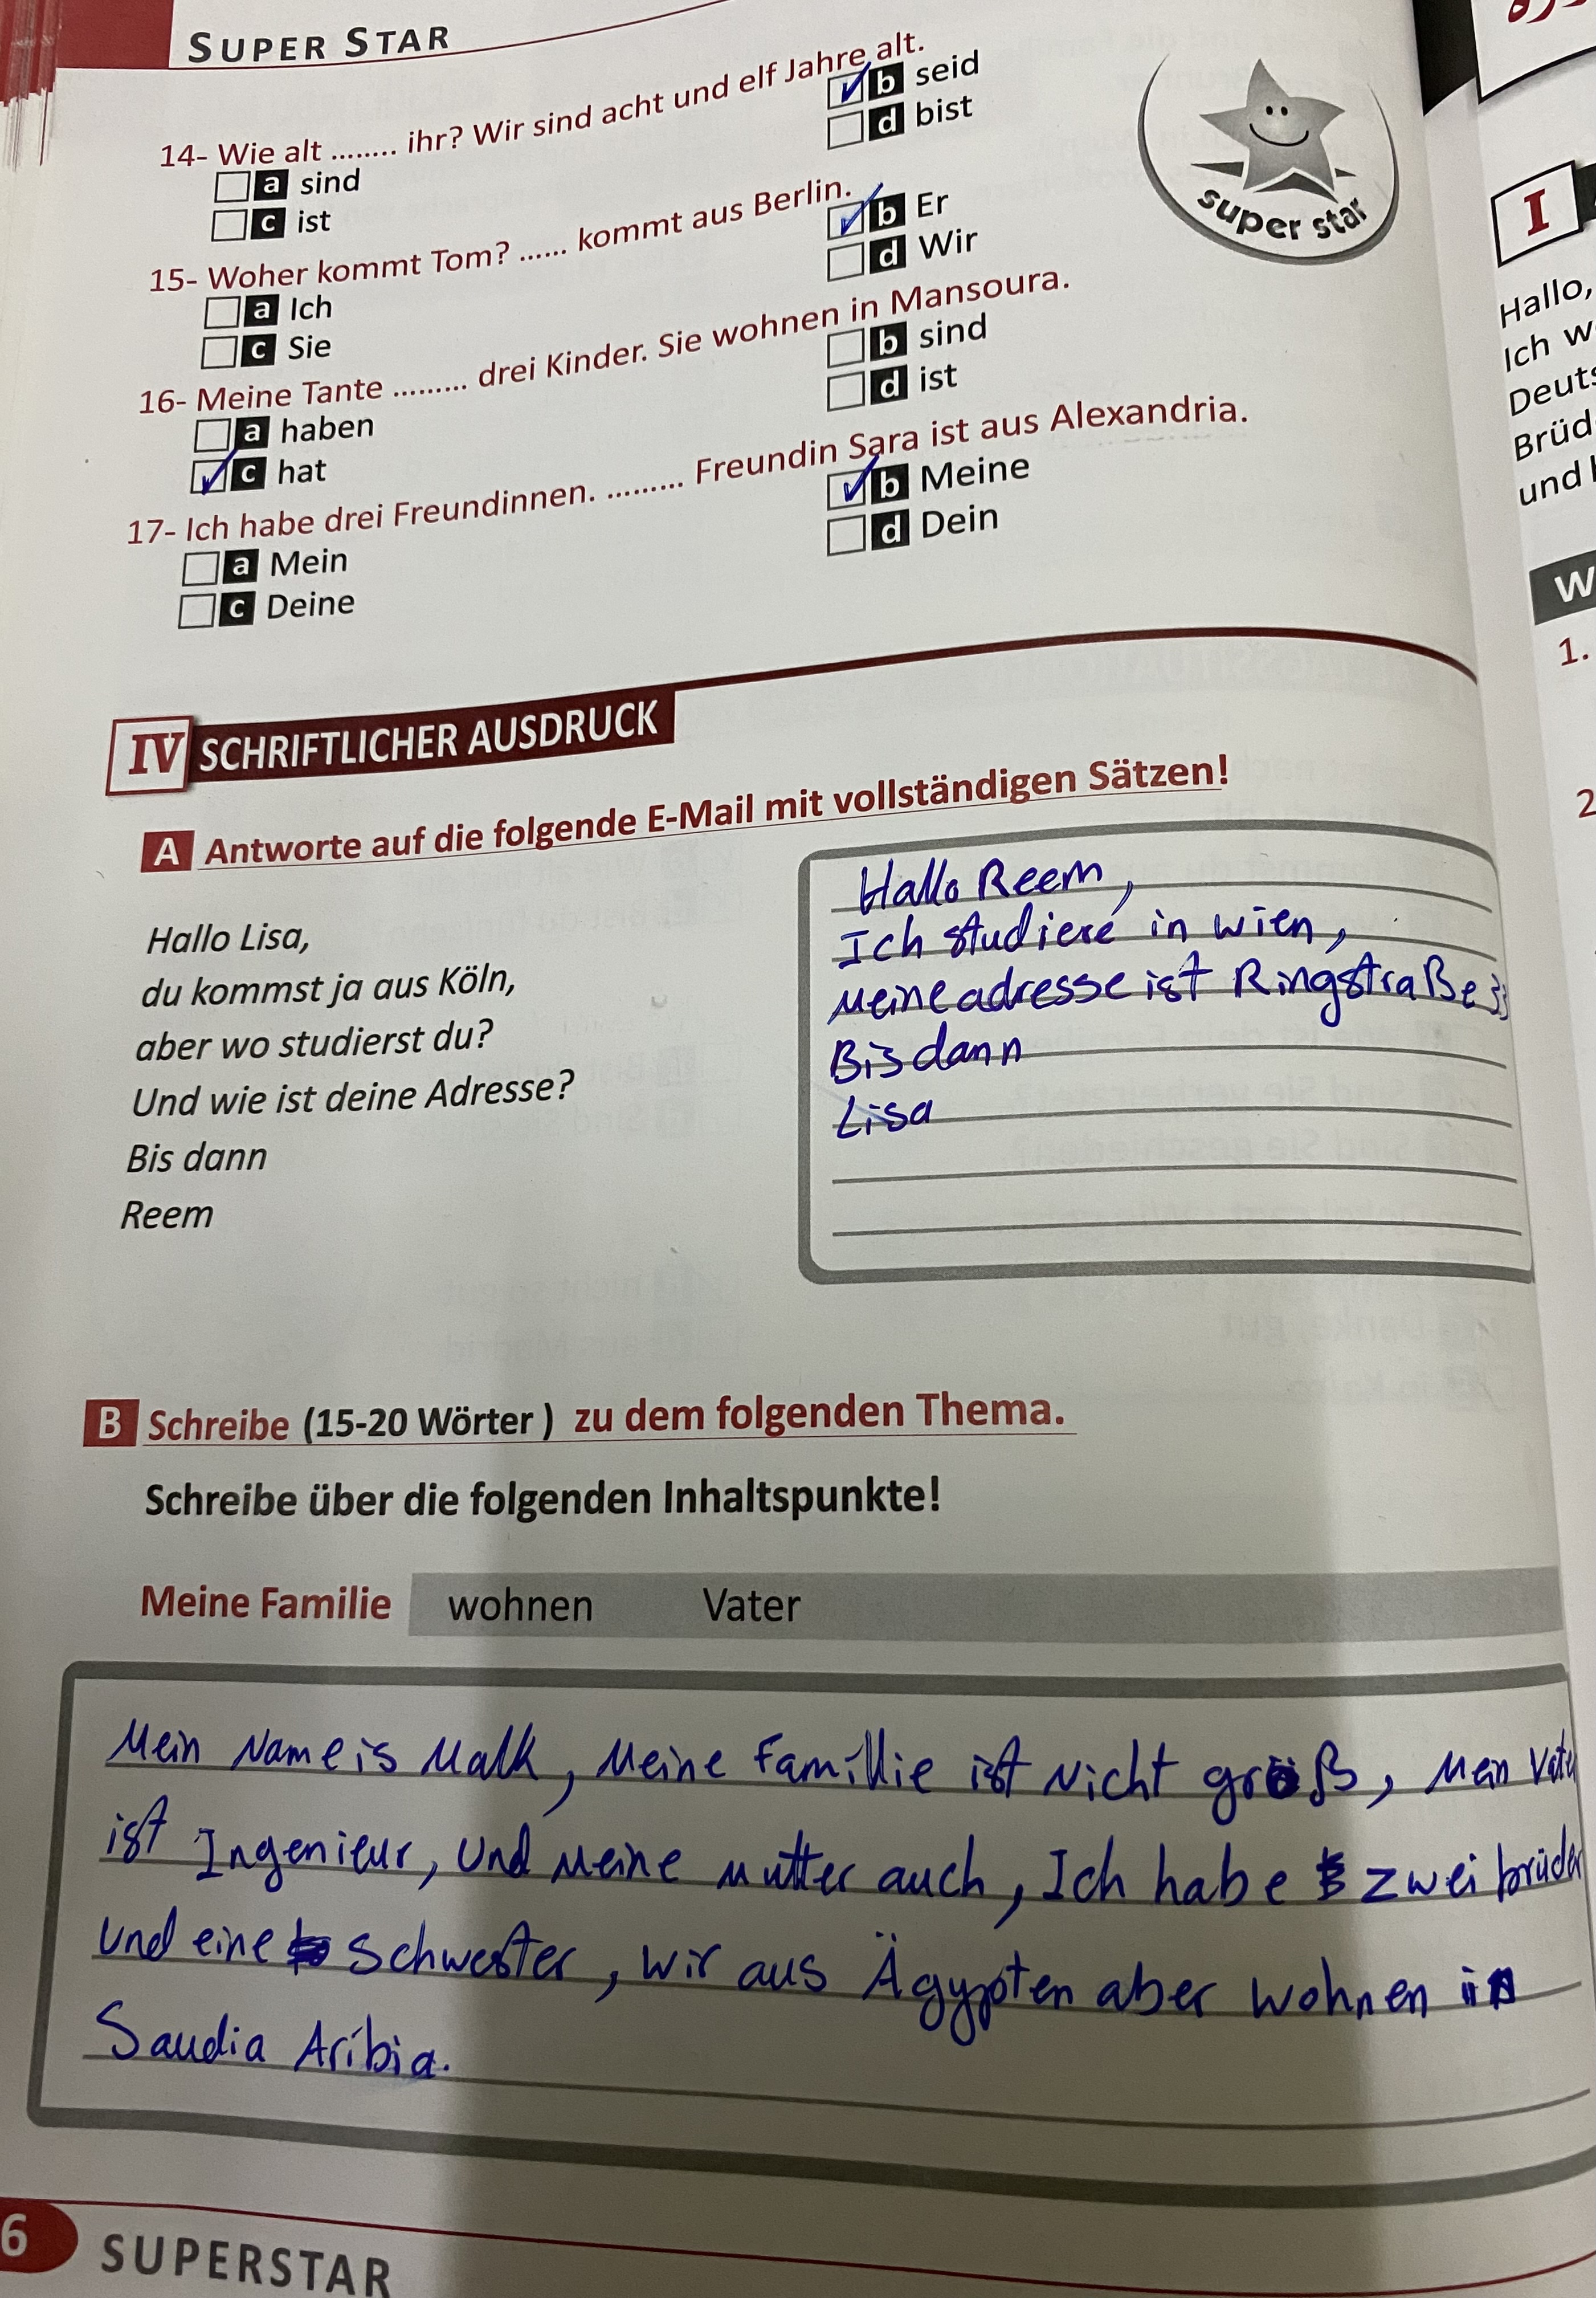 SUPER STAR
14- Wie alt ........ ihr? Wir sind acht und elf Jahre alt.
a sind
b seid
c ist
d bist
15- Woher kommt Tom? ...... kommt aus Berlin.
a Ich
b Er
c Sie
d Wir
16- Meine Tante ......... drei Kinder. Sie wohnen in Mansoura.
a haben
b sind
c hat
d ist
17- Ich habe drei Freundinnen. ......... Freundin Sara ist aus Alexandria.
a Mein
b Meine
c Deine
d Dein
super star
IV SCHRIFTLICHER AUSDRUCK
A Antworte auf die folgende E-Mail mit vollständigen Sätzen!
Hallo Lisa,
du kommst ja aus Köln,
aber wo studierst du?
Und wie ist deine Adresse?
Bis dann
Reem
Hallo Reem,
Ich studiere in wien,
Meine adresse ist Ringstraße
Bis dann
Lisa
B Schreibe (15-20 Wörter ) zu dem folgenden Thema.
Schreibe über die folgenden Inhaltspunkte!
Meine Familie wohnen Vater
Mein Name is Malk, Meine Famillie ist Nicht groß, Mein Vater
ist Ingenieur, Und Meine mutter auch, Ich habe zwei brüder
Und eine Schwester, wir aus Ägypten aber wohnen in
Saudia Aribia.
6 SUPERSTAR
I
Hallo,
Ich w
Deuts
Brüd
und
W
1.
2